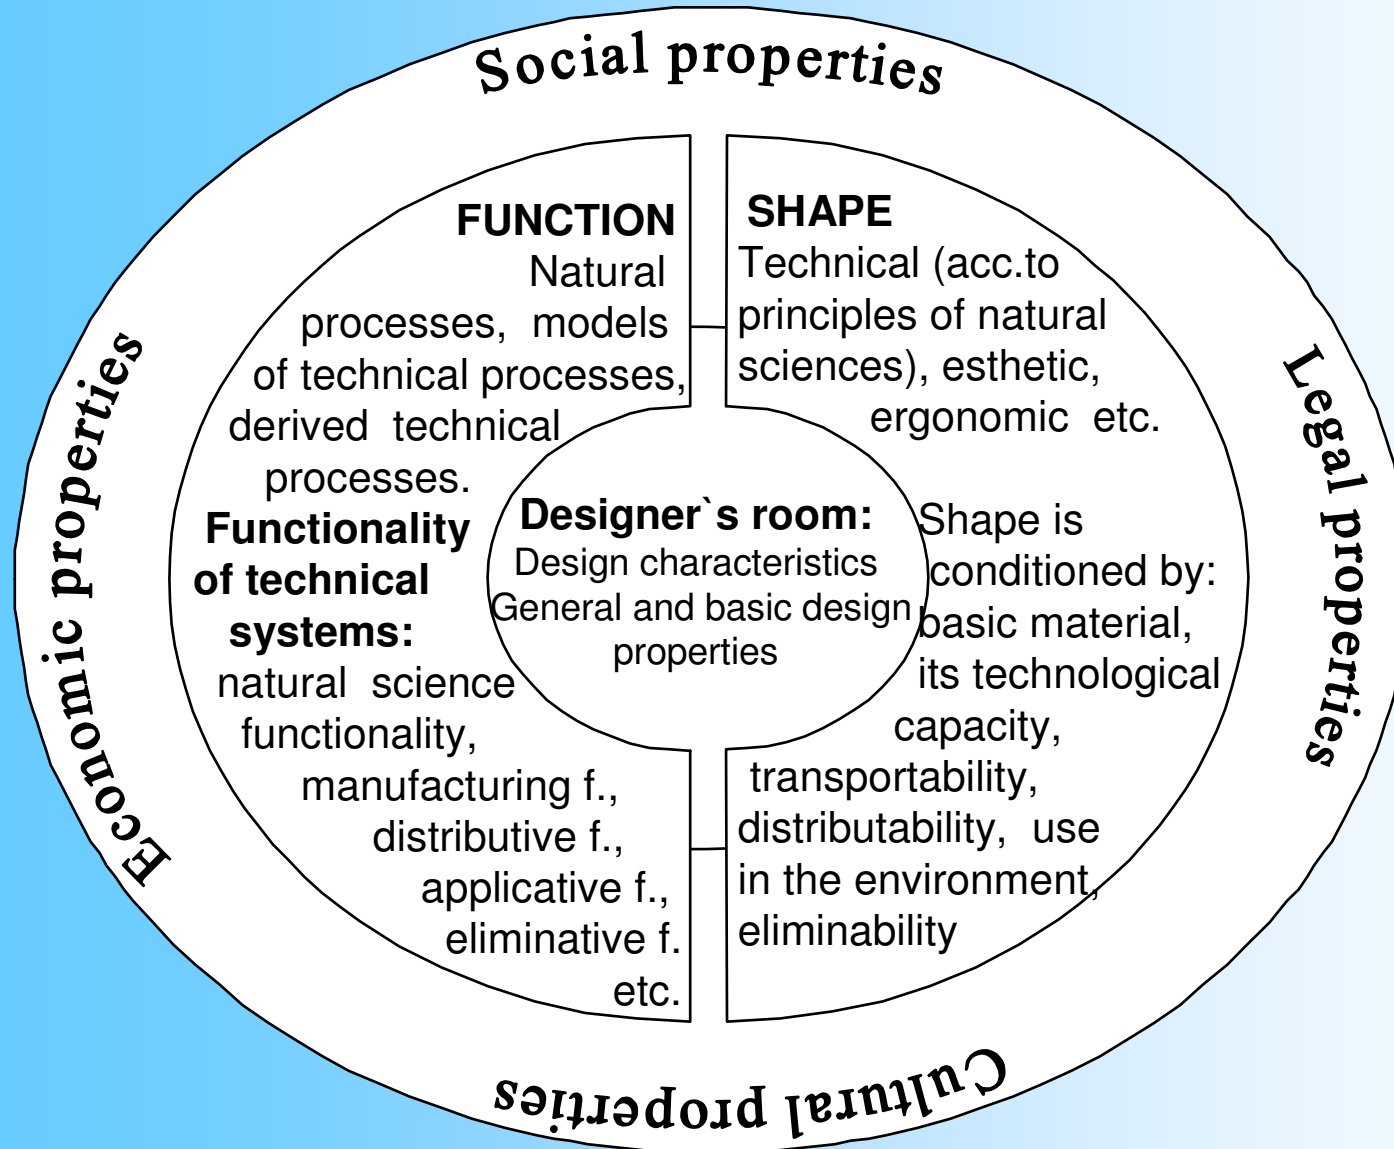 Social properties
FUNCTION
Natural
processes, models
of technical processes,
derived technical
processes.
Functionality
of technical
systems:
natural science
functionality,
manufacturing f.,
distributive f.,
applicative f.,
eliminative f.
etc.
SHAPE
Technical (acc.to
principles of natural
sciences), esthetic,
ergonomic etc.
Shape is
conditioned by:
basic material,
its technological
capacity,
transportability,
distributability, use
in the environment,
eliminability
Designer`s room:
Design characteristics
General and basic design
properties
Economic properties
Legal properties
Cultural properties